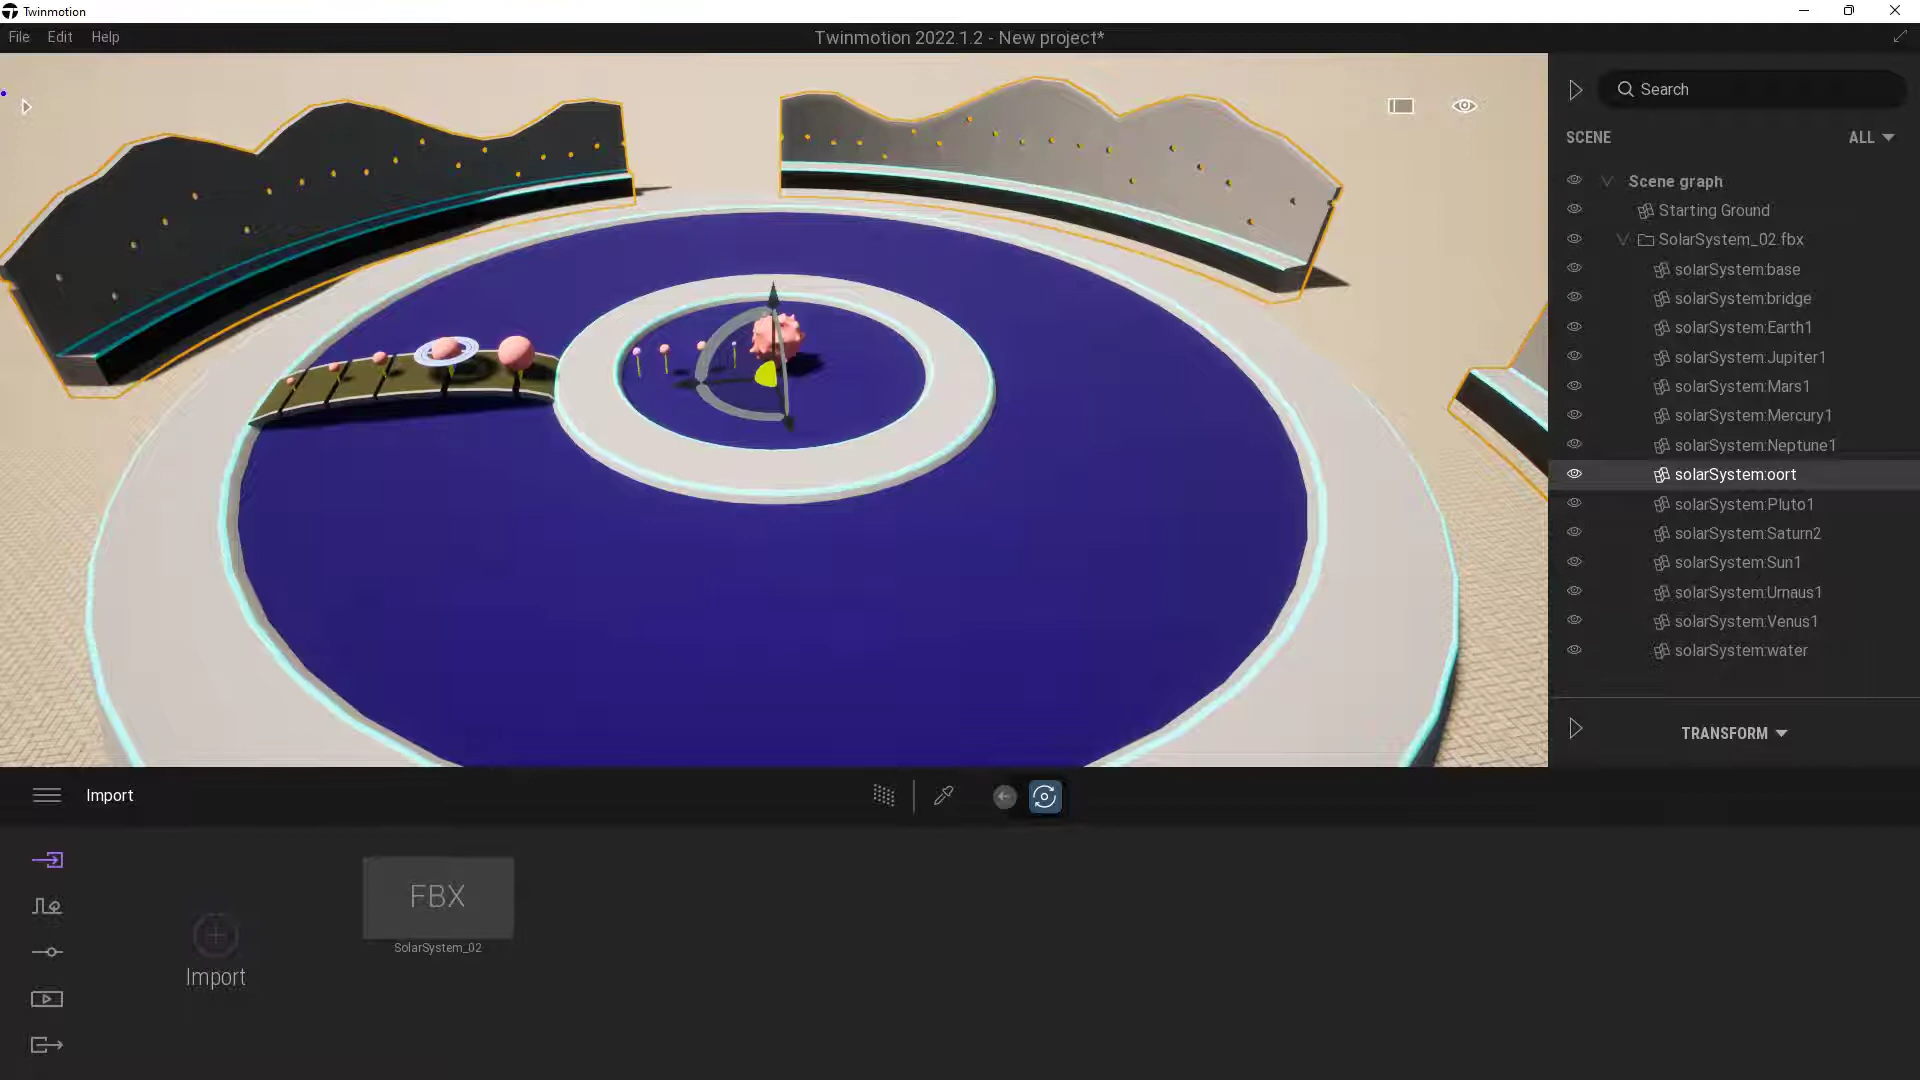 Twinmotion
File Edit Help
Twinmotion 2022.1.2 - New project*
Search
SCENE
ALL
Scene graph
Starting Ground
SolarSystem_02.fbx
solarSystem:base
solarSystem:bridge
solarSystem:Earth1
solarSystem:Jupiter1
solarSystem:Mars1
solarSystem:Mercury1
solarSystem:Neptune1
solarSystem:oort
solarSystem:Pluto1
solarSystem:Saturn2
solarSystem:Sun1
solarSystem:Urnaus1
solarSystem:Venus1
solarSystem:water
TRANSFORM
Import
FBX
SolarSystem_02
Import